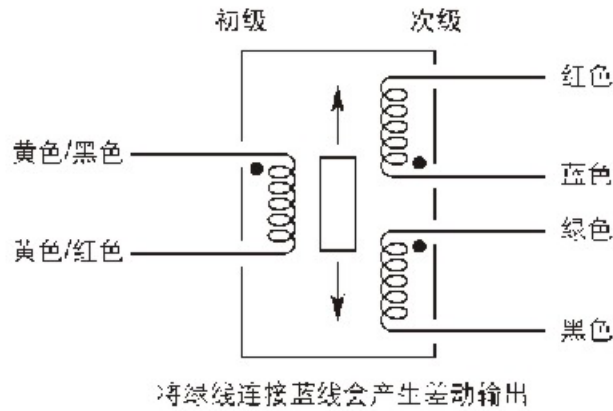 初级
次级
红色
黄色/黑色
蓝色
绿色
黄色/红色
黑色
将绿线连接蓝线会产生差动输出